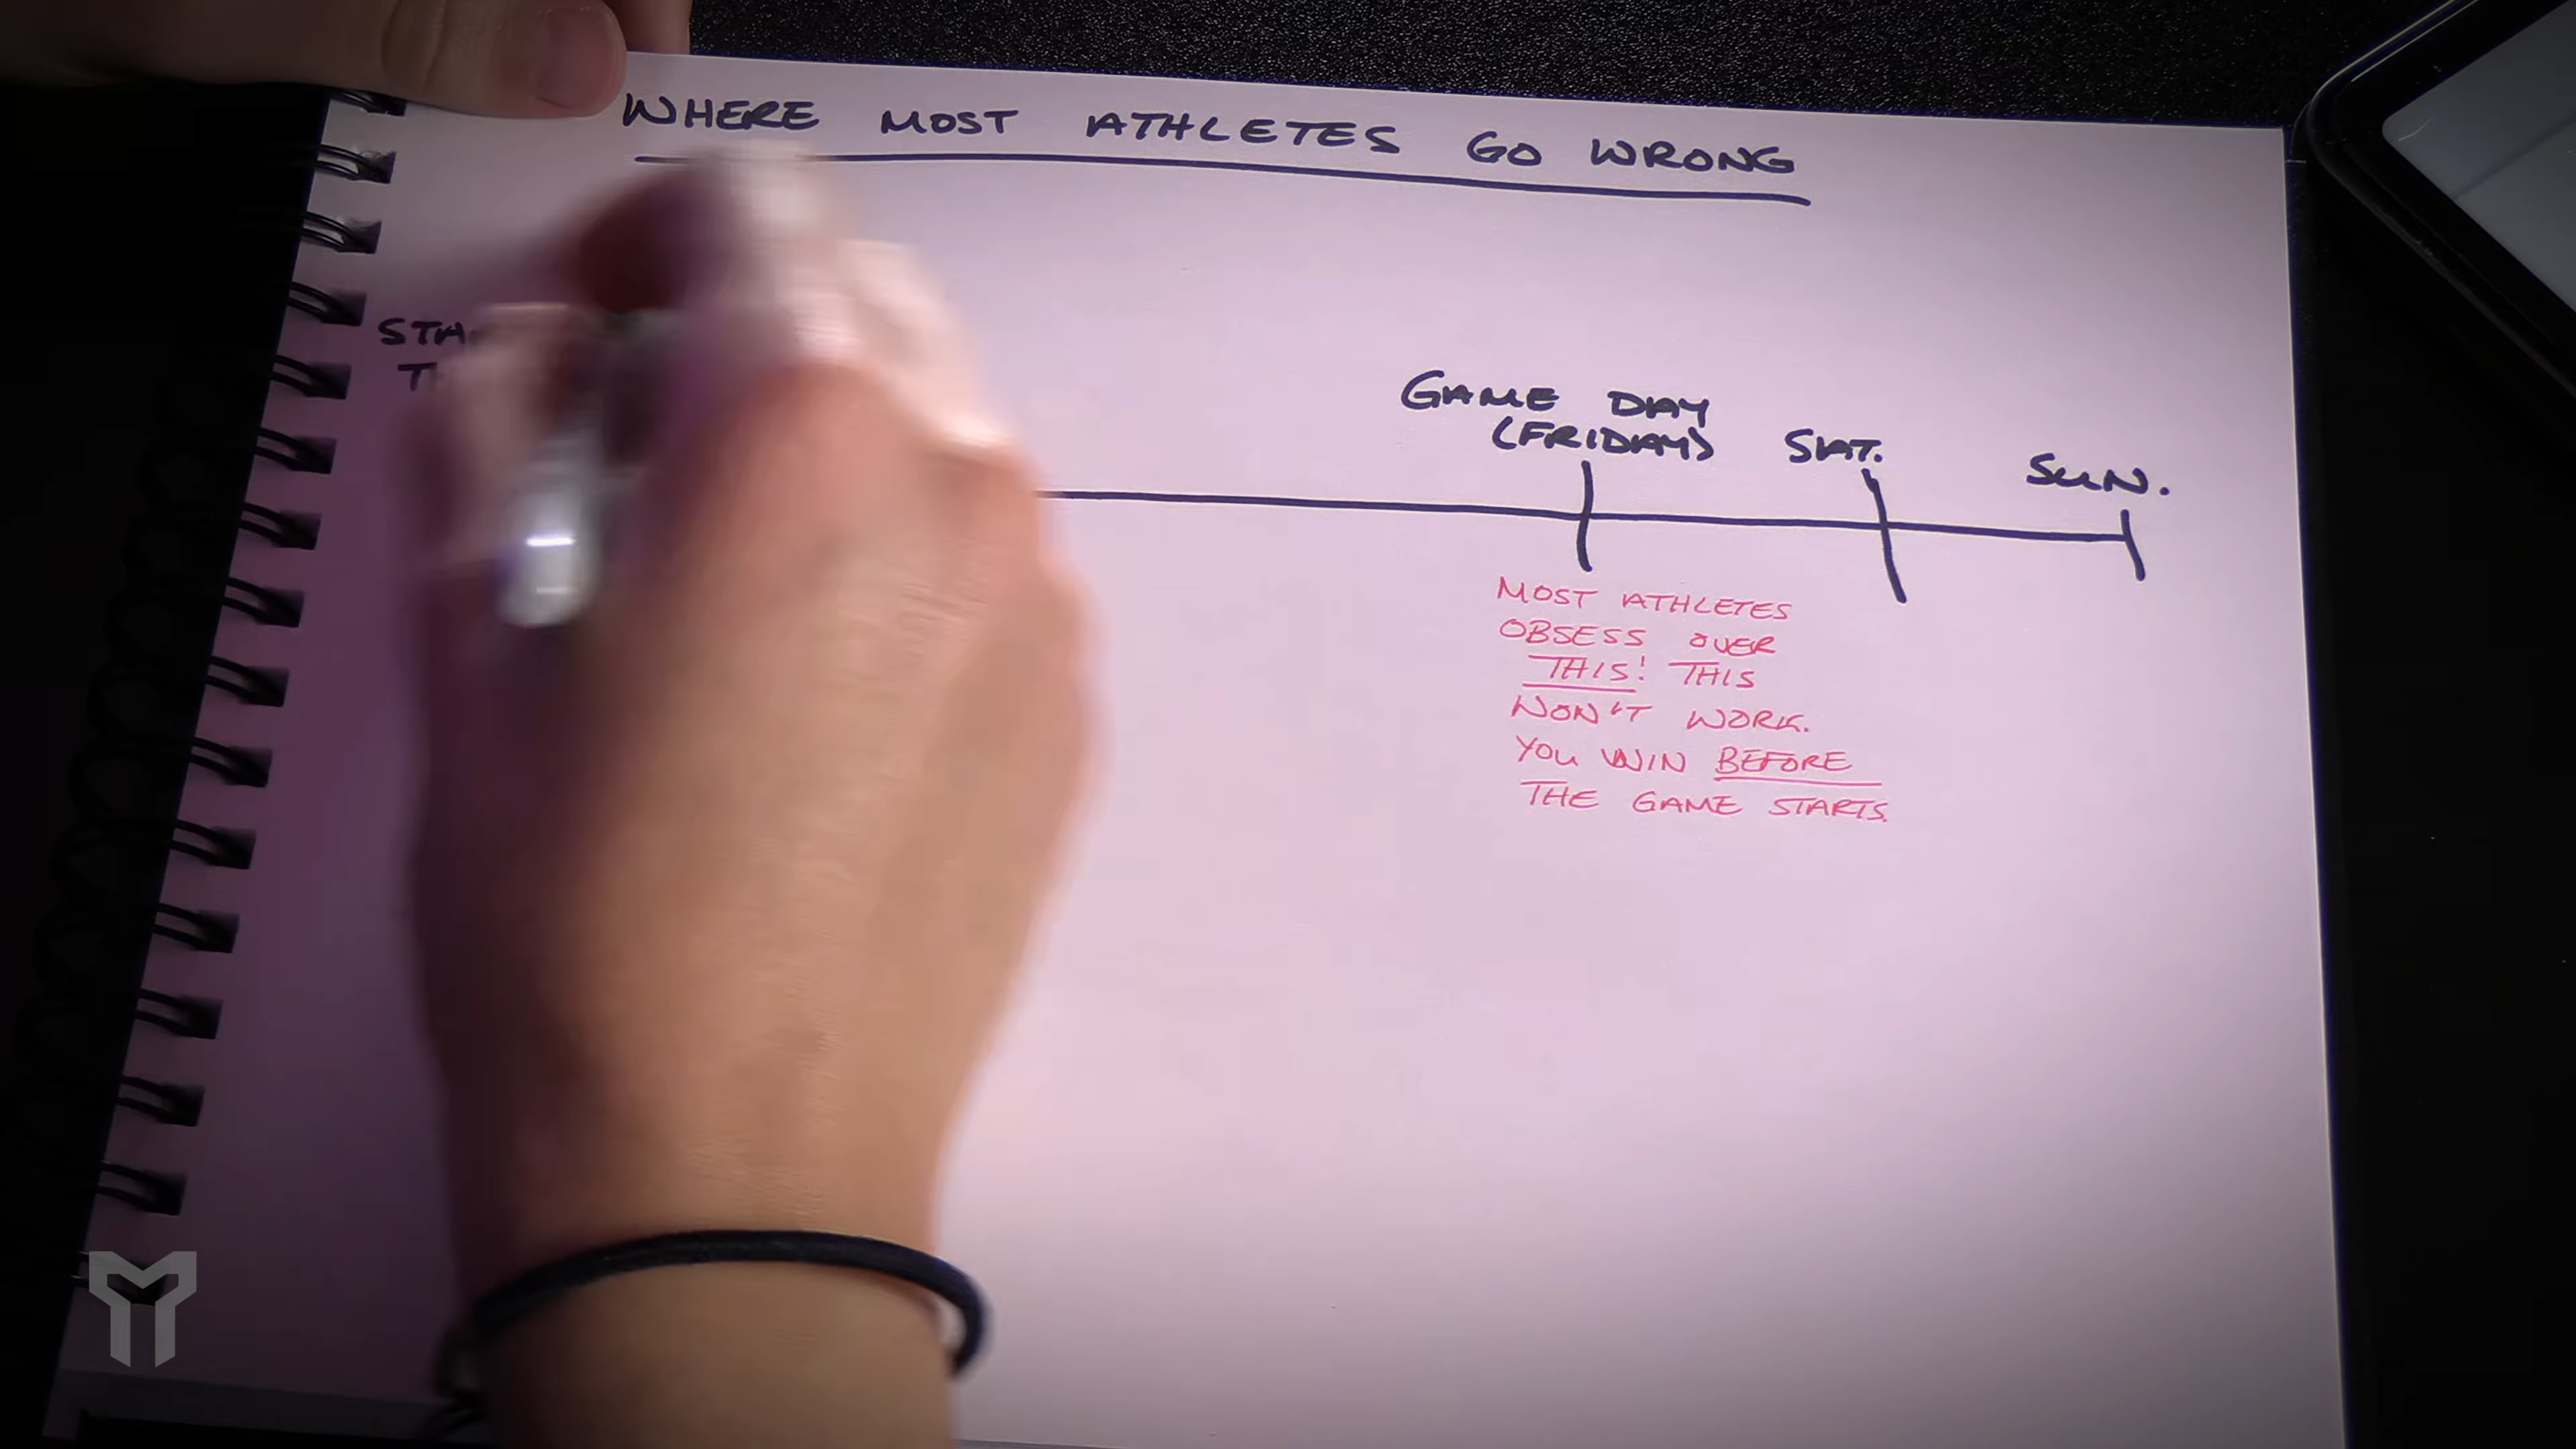 WHERE MOST ATHLETES GO WRONG
GAME DAY
(FRIDAY)
SAT.
SUN.
MOST ATHLETES
OBSESS OVER
THIS! THIS
WON'T WORK.
YOU WIN BEFORE
THE GAME STARTS.